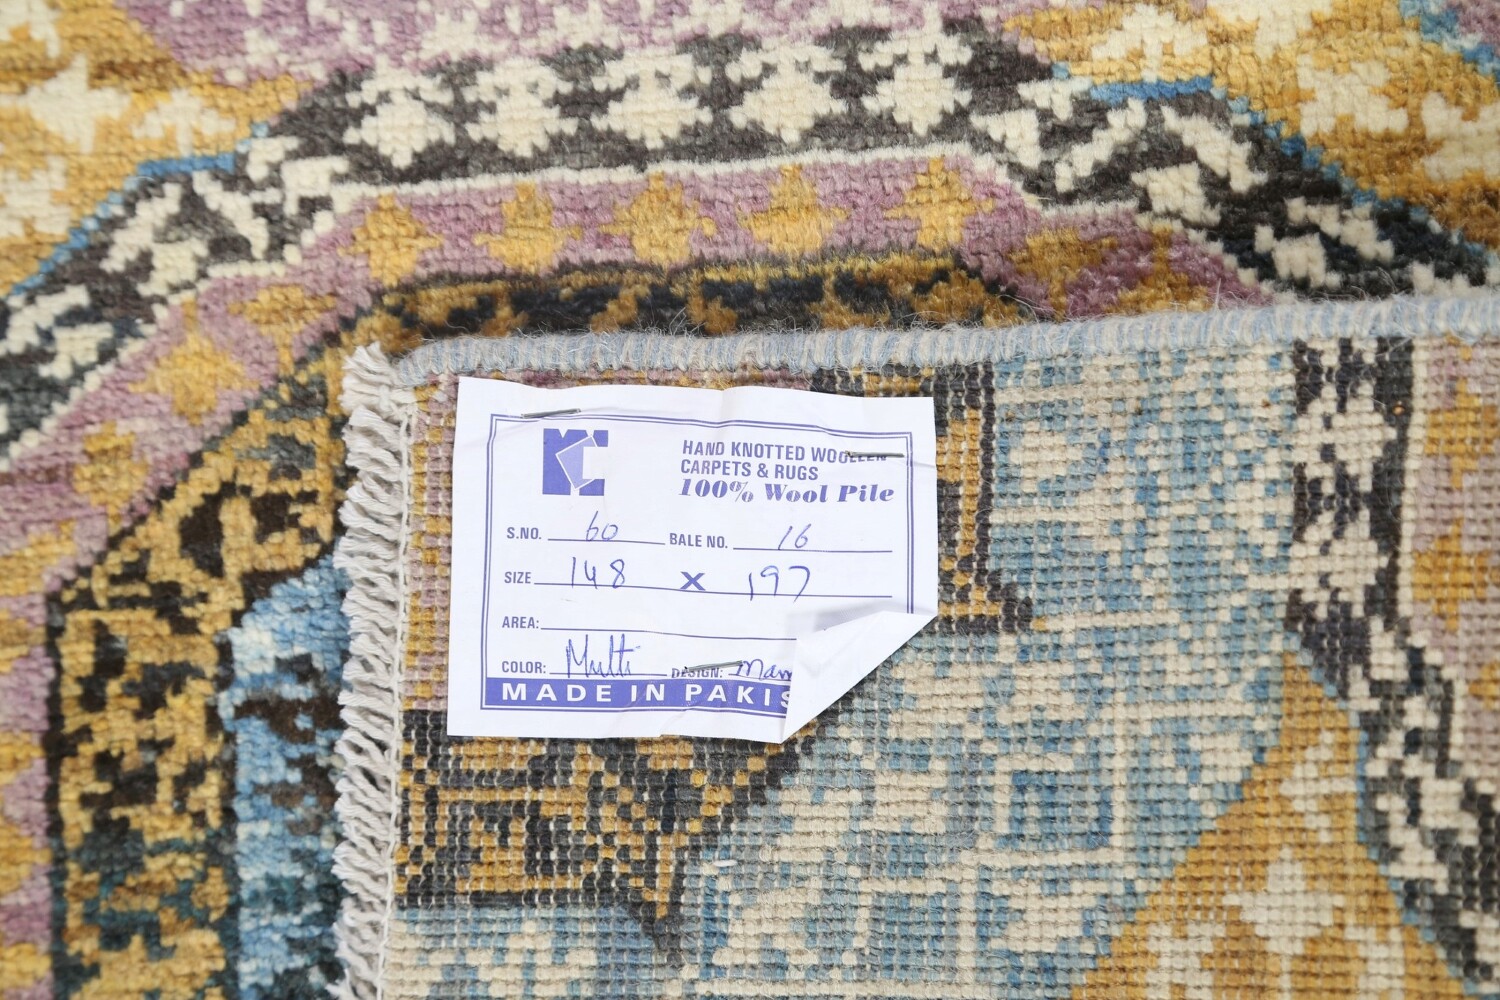 HAND KNOTTED WOOLLEN
CARPETS & RUGS
100% Wool Pile
S.NO. 60 BALE NO. 16
SIZE 148 X 197
AREA:
COLOR: Multi DESIGN: Mam
MADE IN PAKIS